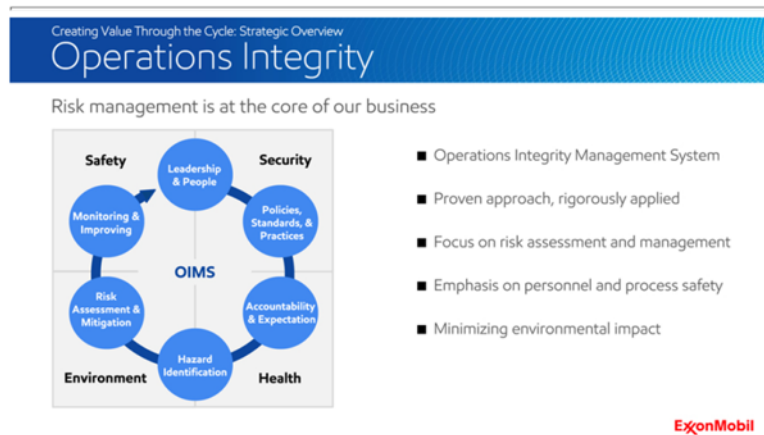 Creating Value Through the Cycle: Strategic Overview
Operations Integrity
Risk management is at the core of our business
Safety
Security
Leadership
& People
Policies,
Standards, &
Practices
Accountability
& Expectation
Hazard
Identification
Risk
Assessment &
Mitigation
Monitoring &
Improving
OIMS
Environment
Health
■ Operations Integrity Management System
■ Proven approach, rigorously applied
■ Focus on risk assessment and management
■ Emphasis on personnel and process safety
■ Minimizing environmental impact
ExxonMobil